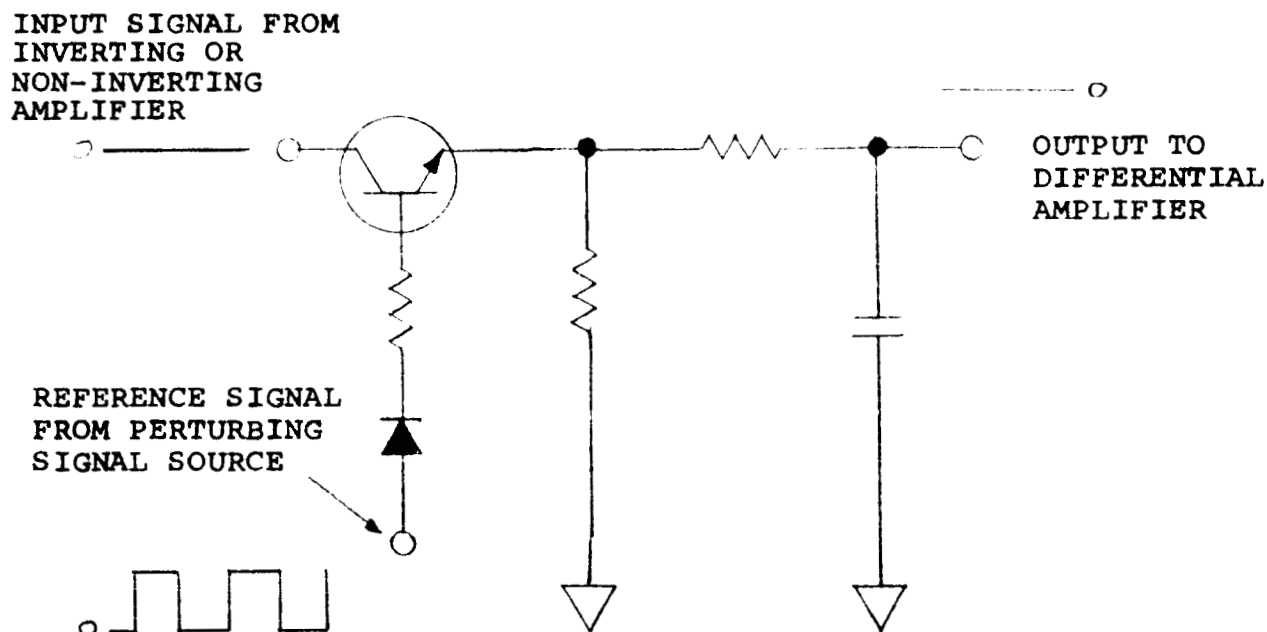 INPUT SIGNAL FROM
INVERTING OR
NON-INVERTING
AMPLIFIER
OUTPUT TO
DIFFERENTIAL
AMPLIFIER
REFERENCE SIGNAL
FROM PERTURBING
SIGNAL SOURCE